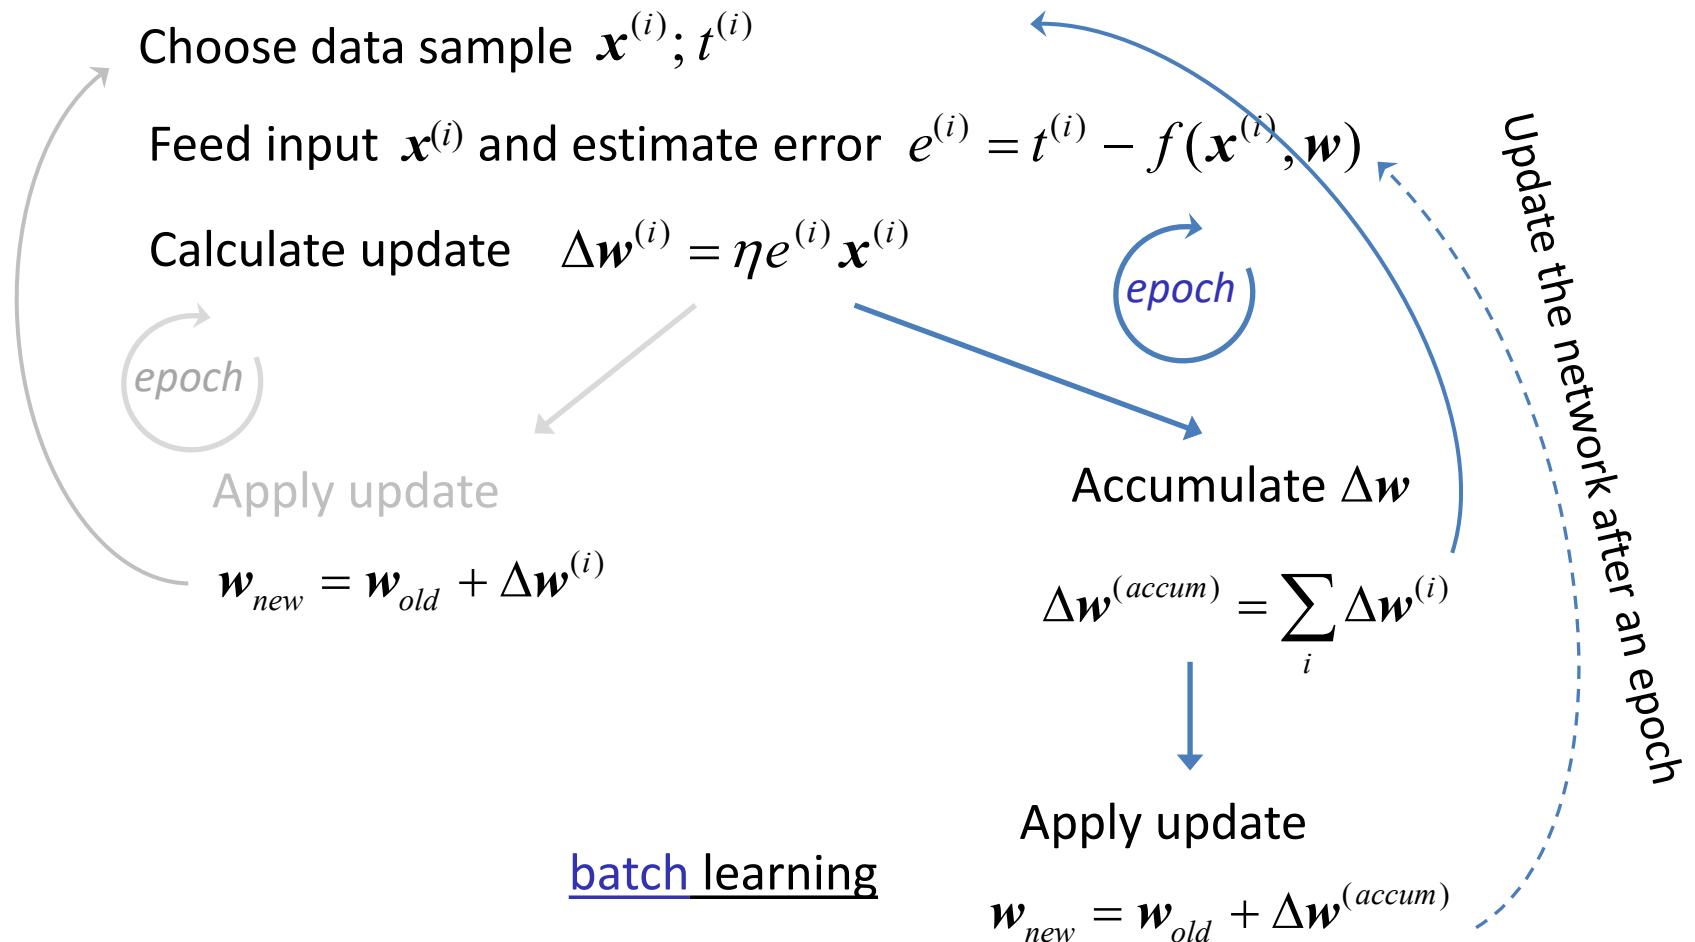 Choose data sample x^(i); t^(i)
Feed input x^(i) and estimate error e^(i) = t^(i) − f(x^(i), w)
Calculate update Δw^(i) = ηe^(i) x^(i)
epoch
epoch
Apply update
w_new = w_old + Δw^(i)
Accumulate Δw
Δw^(accum) = ∑_i Δw^(i)
Update the network after an epoch
Apply update
w_new = w_old + Δw^(accum)
batch learning